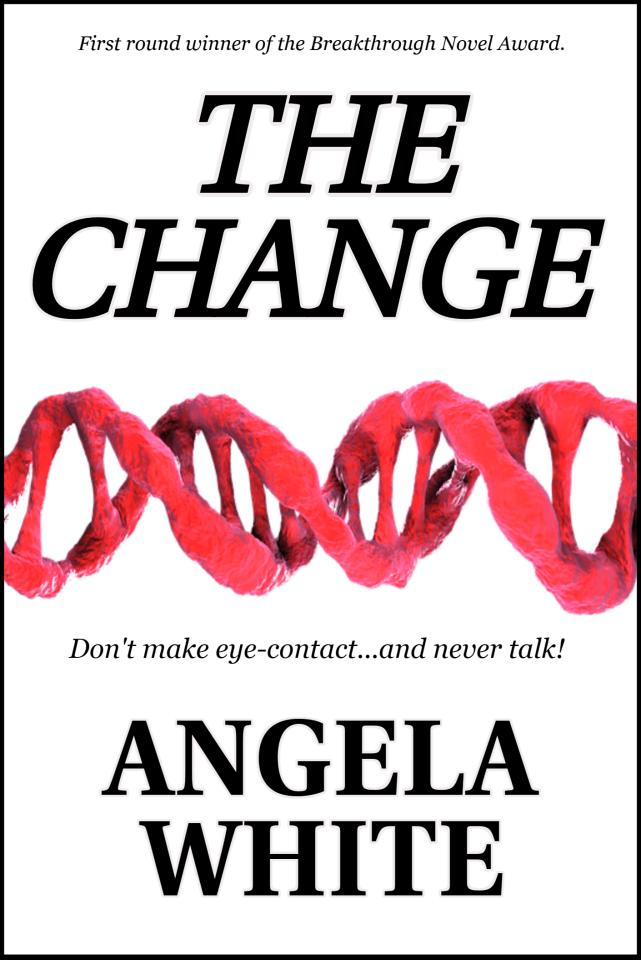 First round winner of the Breakthrough Novel Award.
THE
CHANGE
Don't make eye-contact...and never talk!
ANGELA
WHITE